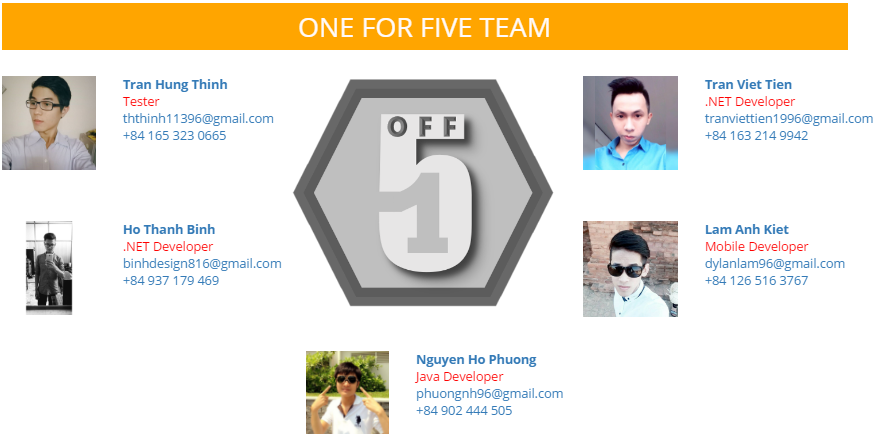 ONE FOR FIVE TEAM
Tran Hung Thinh
Tester
ththinh11396@gmail.com
+84 165 323 0665
OFF
5
1
Tran Viet Tien
.NET Developer
tranviettien1996@gmail.com
+84 163 214 9942
Ho Thanh Binh
.NET Developer
binhdesign816@gmail.com
+84 937 179 469
Lam Anh Kiet
Mobile Developer
dylanlam96@gmail.com
+84 126 516 3767
Nguyen Ho Phuong
Java Developer
phuongnh96@gmail.com
+84 902 444 505